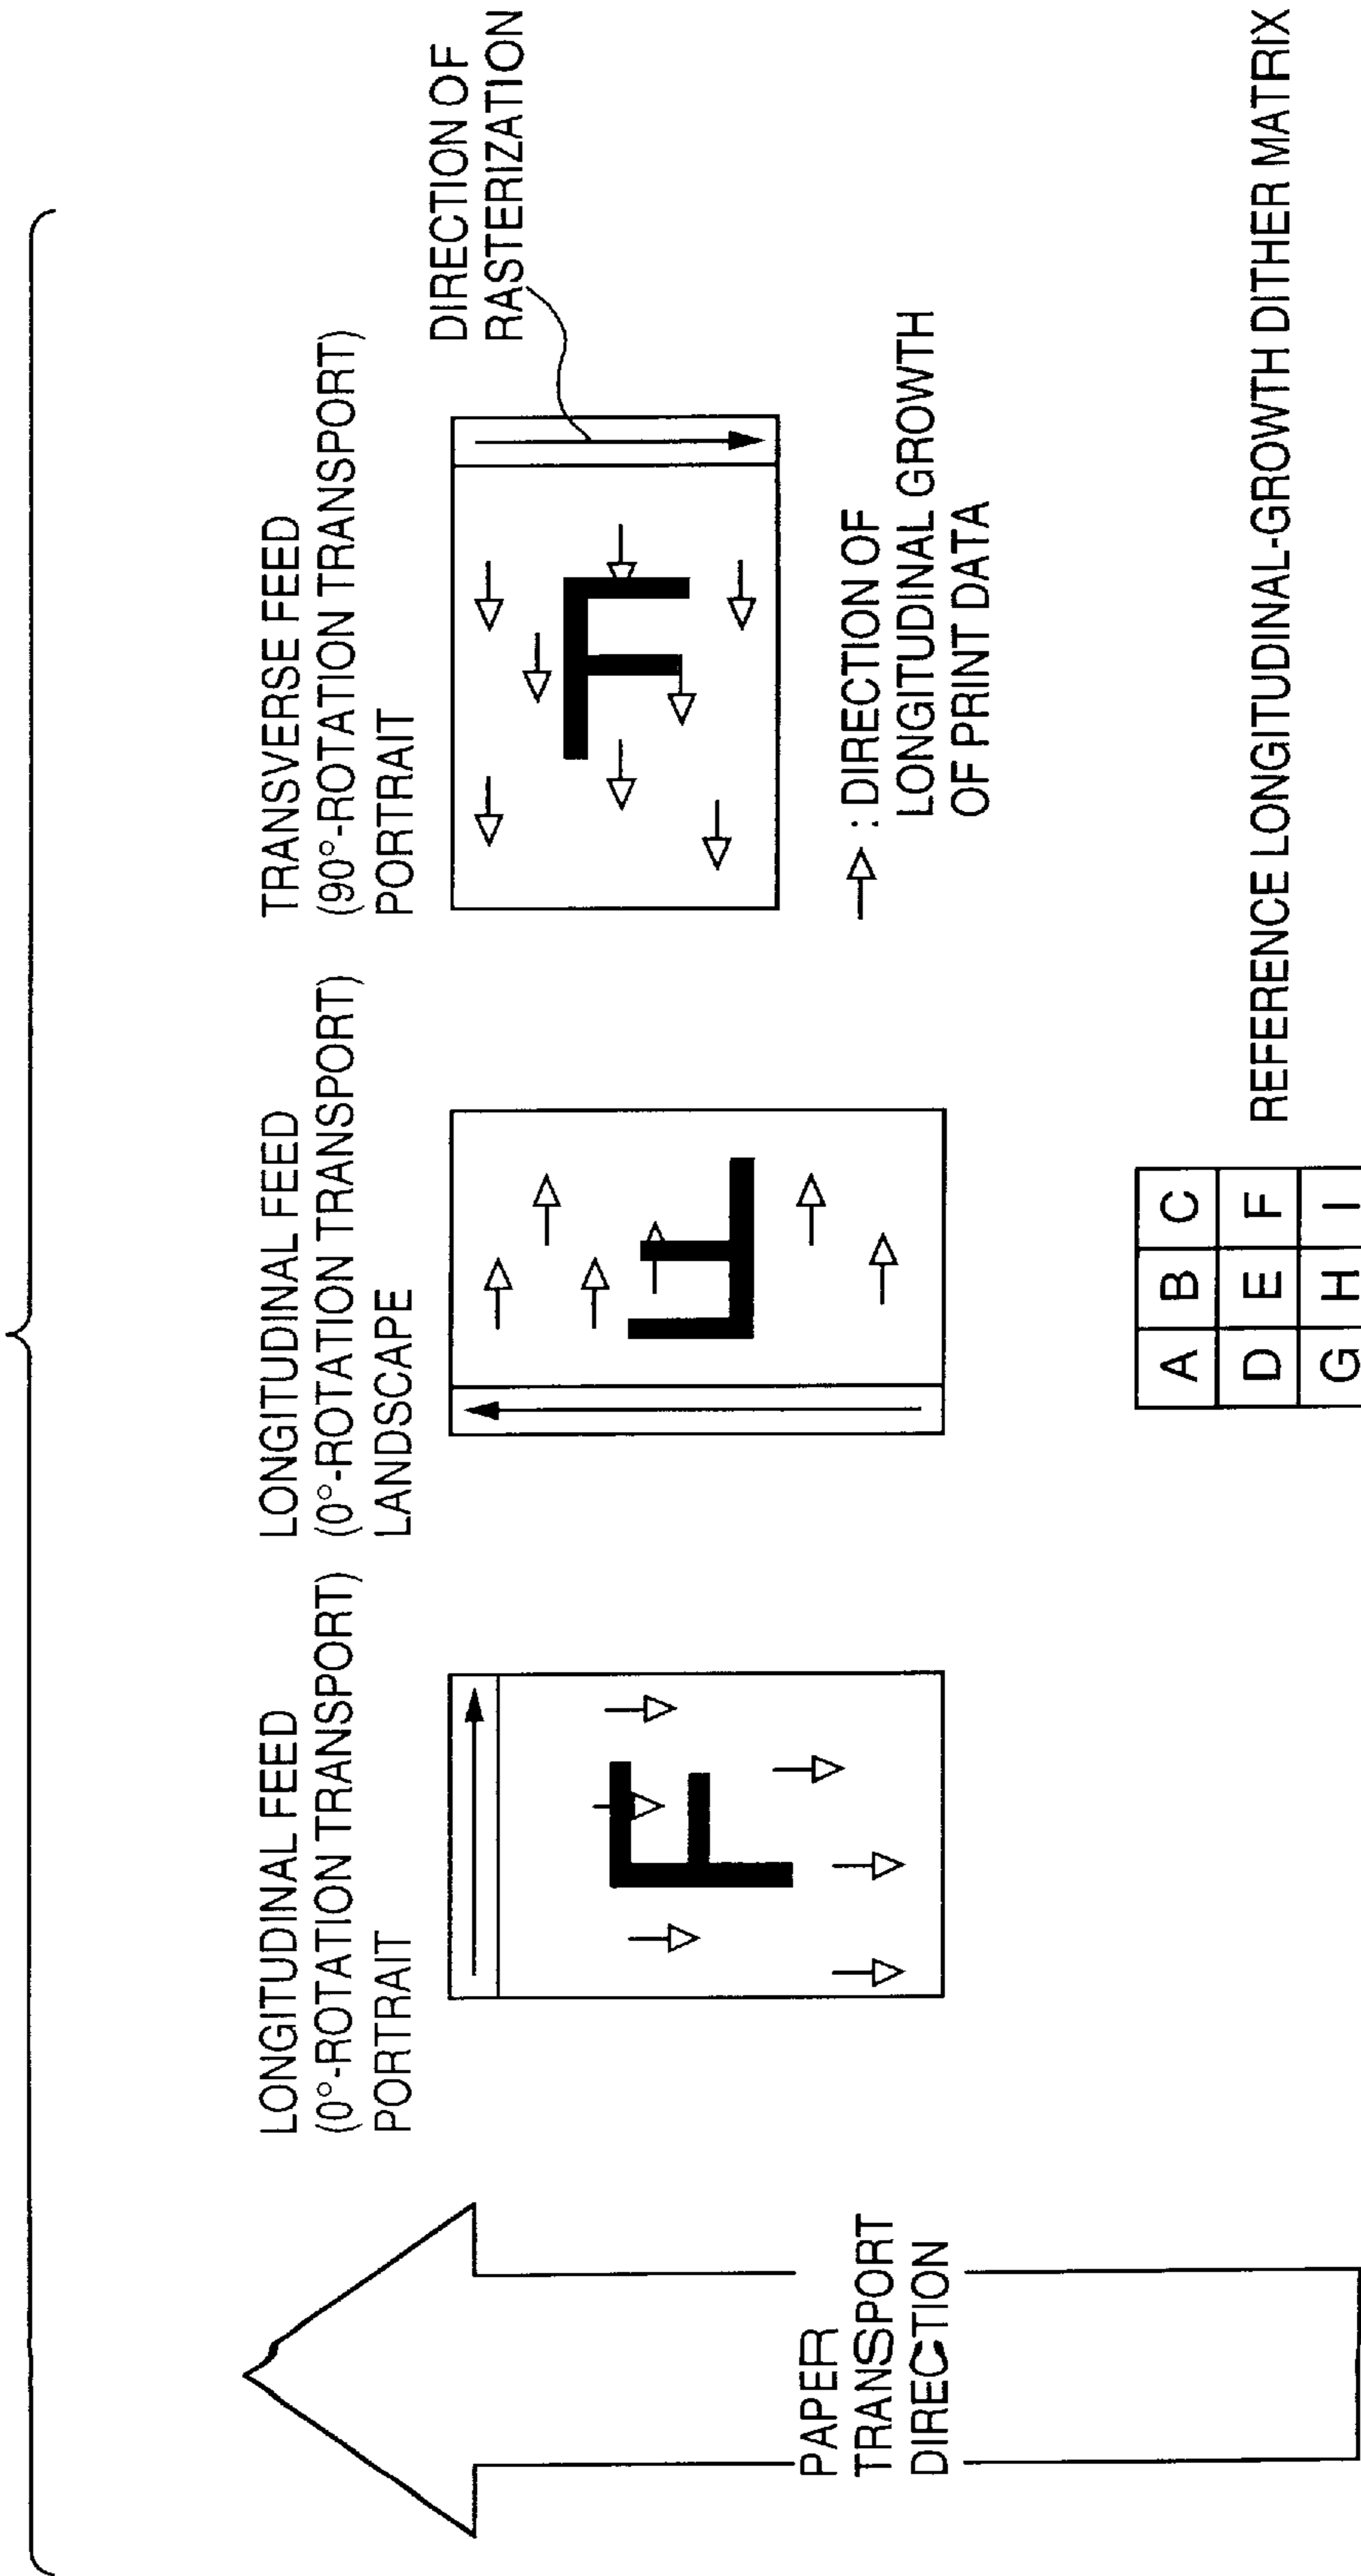 PAPER
TRANSPORT
DIRECTION
LONGITUDINAL FEED
(0°-ROTATION TRANSPORT)
PORTRAIT
LONGITUDINAL FEED
(0°-ROTATION TRANSPORT)
LANDSCAPE
TRANSVERSE FEED
(90°-ROTATION TRANSPORT)
PORTRAIT
DIRECTION OF
RASTERIZATION
F
F
F
: DIRECTION OF
LONGITUDINAL GROWTH
OF PRINT DATA
A B C
D E F
G H I
REFERENCE LONGITUDINAL-GROWTH DITHER MATRIX